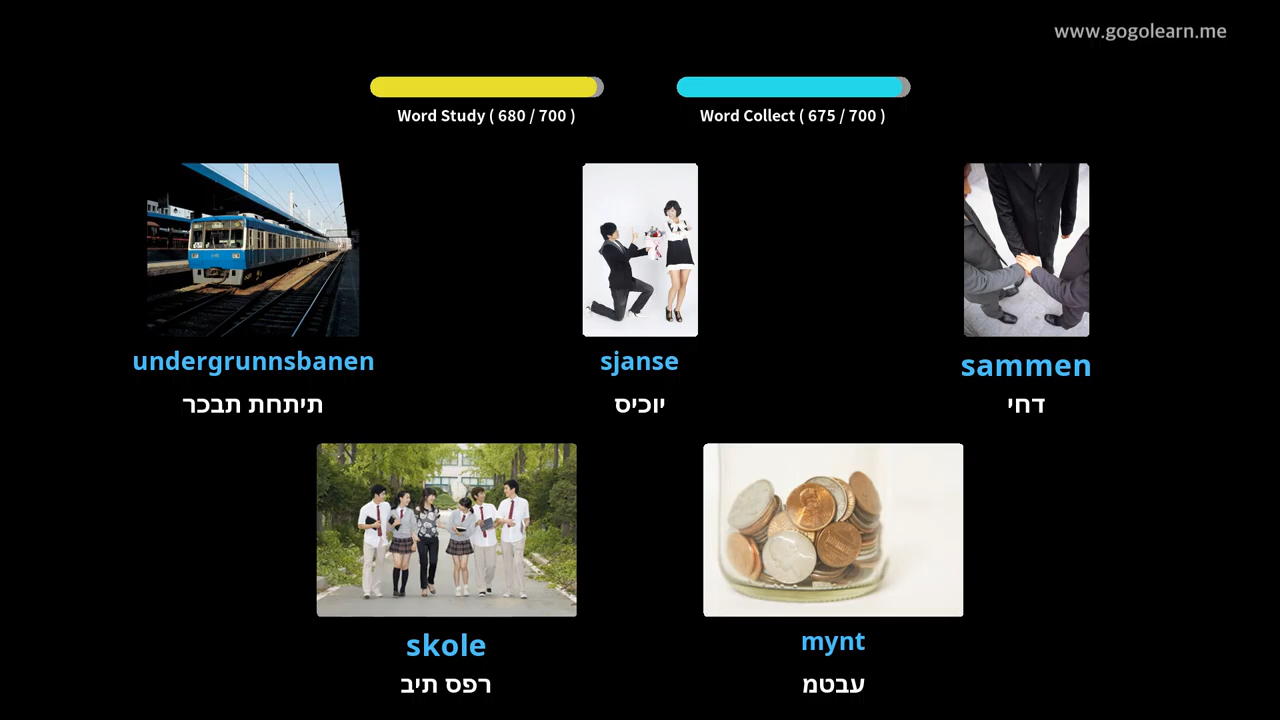 www.gogolearn.me
Word Study ( 680 / 700 )
Word Collect ( 675 / 700 )
undergrunnsbanen
תיתחת תבכר
sjanse
יוכיס
sammen
דחי
skole
רפס תיב
mynt
עבטמ